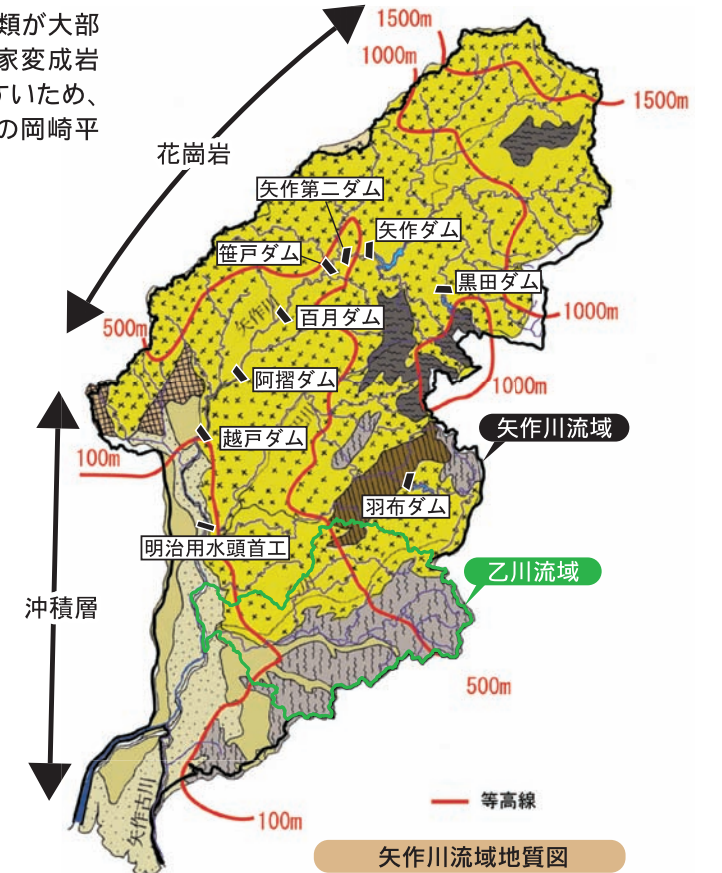 類が大部
家変成岩
すいため、
の岡崎平
1500m
1000m
1500m
花崗岩
矢作第二ダム
矢作ダム
笹戸ダム
黒田ダム
500m
矢作川
百月ダム
1000m
阿摺ダム
1000m
越戸ダム
矢作川流域
100m
羽布ダム
明治用水頭首工
乙川流域
沖積層
500m
等高線
矢作古川
100m
矢作川流域地質図